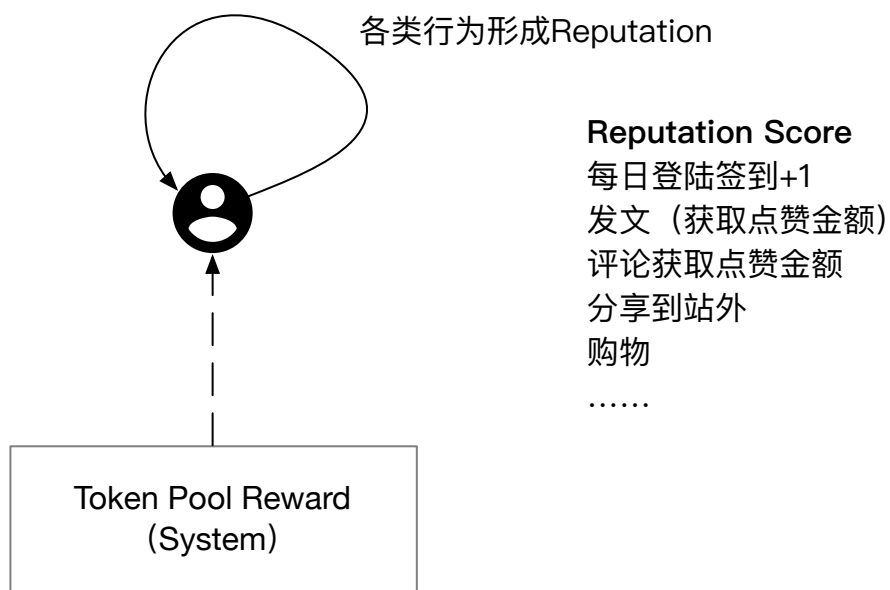 各类行为形成Reputation
Reputation Score
每日登陆签到+1
发文（获取点赞金额）
评论获取点赞金额
分享到站外
购物
……
Token Pool Reward
（System）